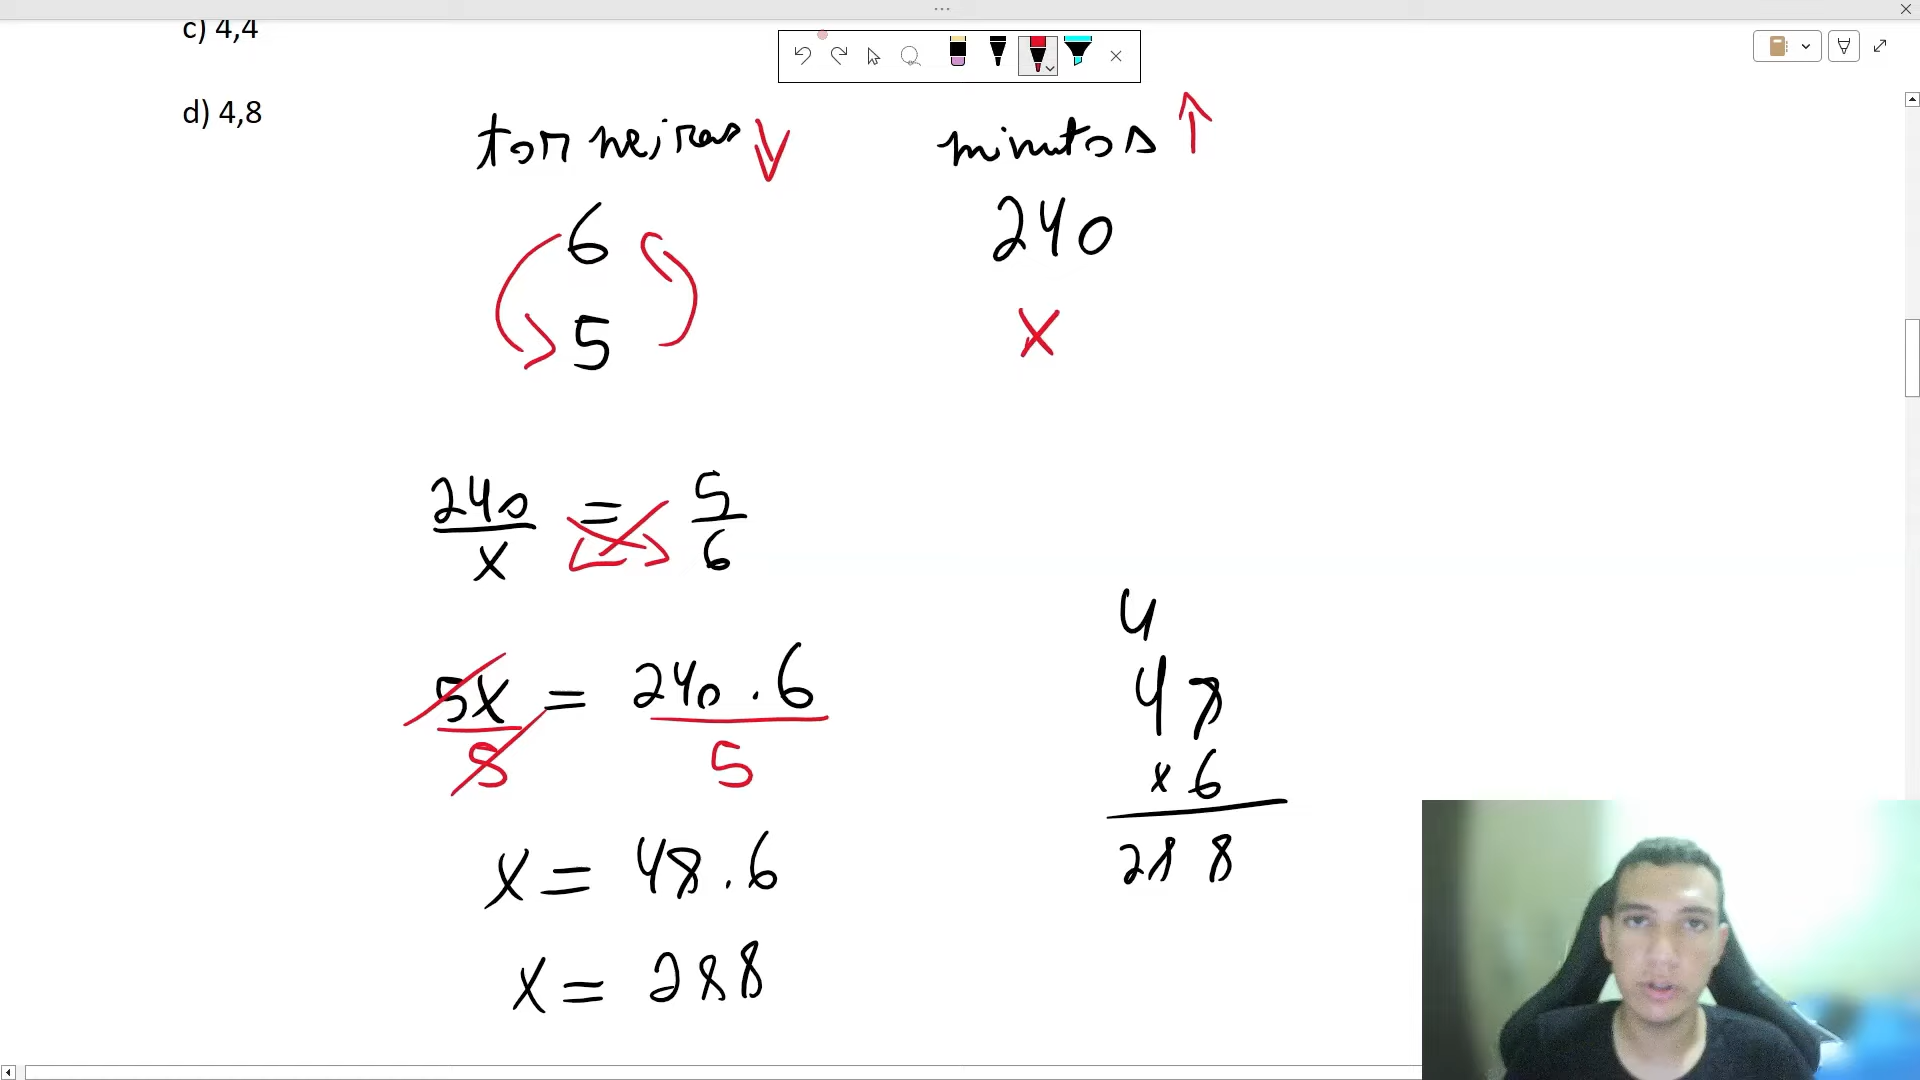 c) 4,4
d) 4,8
torneiras minutos
6 240
5 x
240/x = 5/6
5x/5 = 240 . 6/5
x = 48 . 6
x = 288
4
48
x 6
288